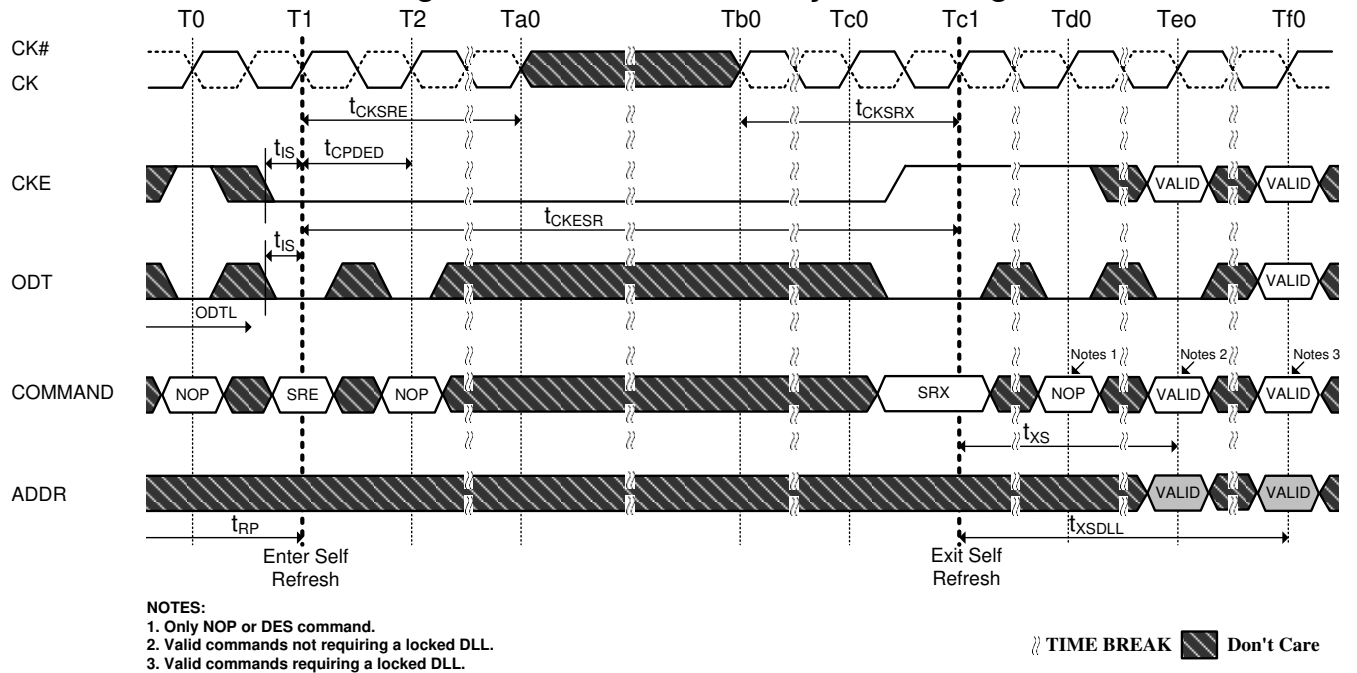 T0 T1 T2 Ta0 Tb0 Tc0 Tc1 Td0 Teo Tf0
CK#
CK
tCKSRE tCKSRX
tIS tCPDED
CKE VALID VALID
tCKESR
tIS
ODT VALID
ODTL
Notes 1 Notes 2 Notes 3
COMMAND NOP SRE NOP SRX NOP VALID VALID
tXS
ADDR VALID VALID
tRP tXSDLL
Enter Self Refresh
Exit Self Refresh
NOTES:
1. Only NOP or DES command.
2. Valid commands not requiring a locked DLL.
3. Valid commands requiring a locked DLL.
TIME BREAK Don't Care